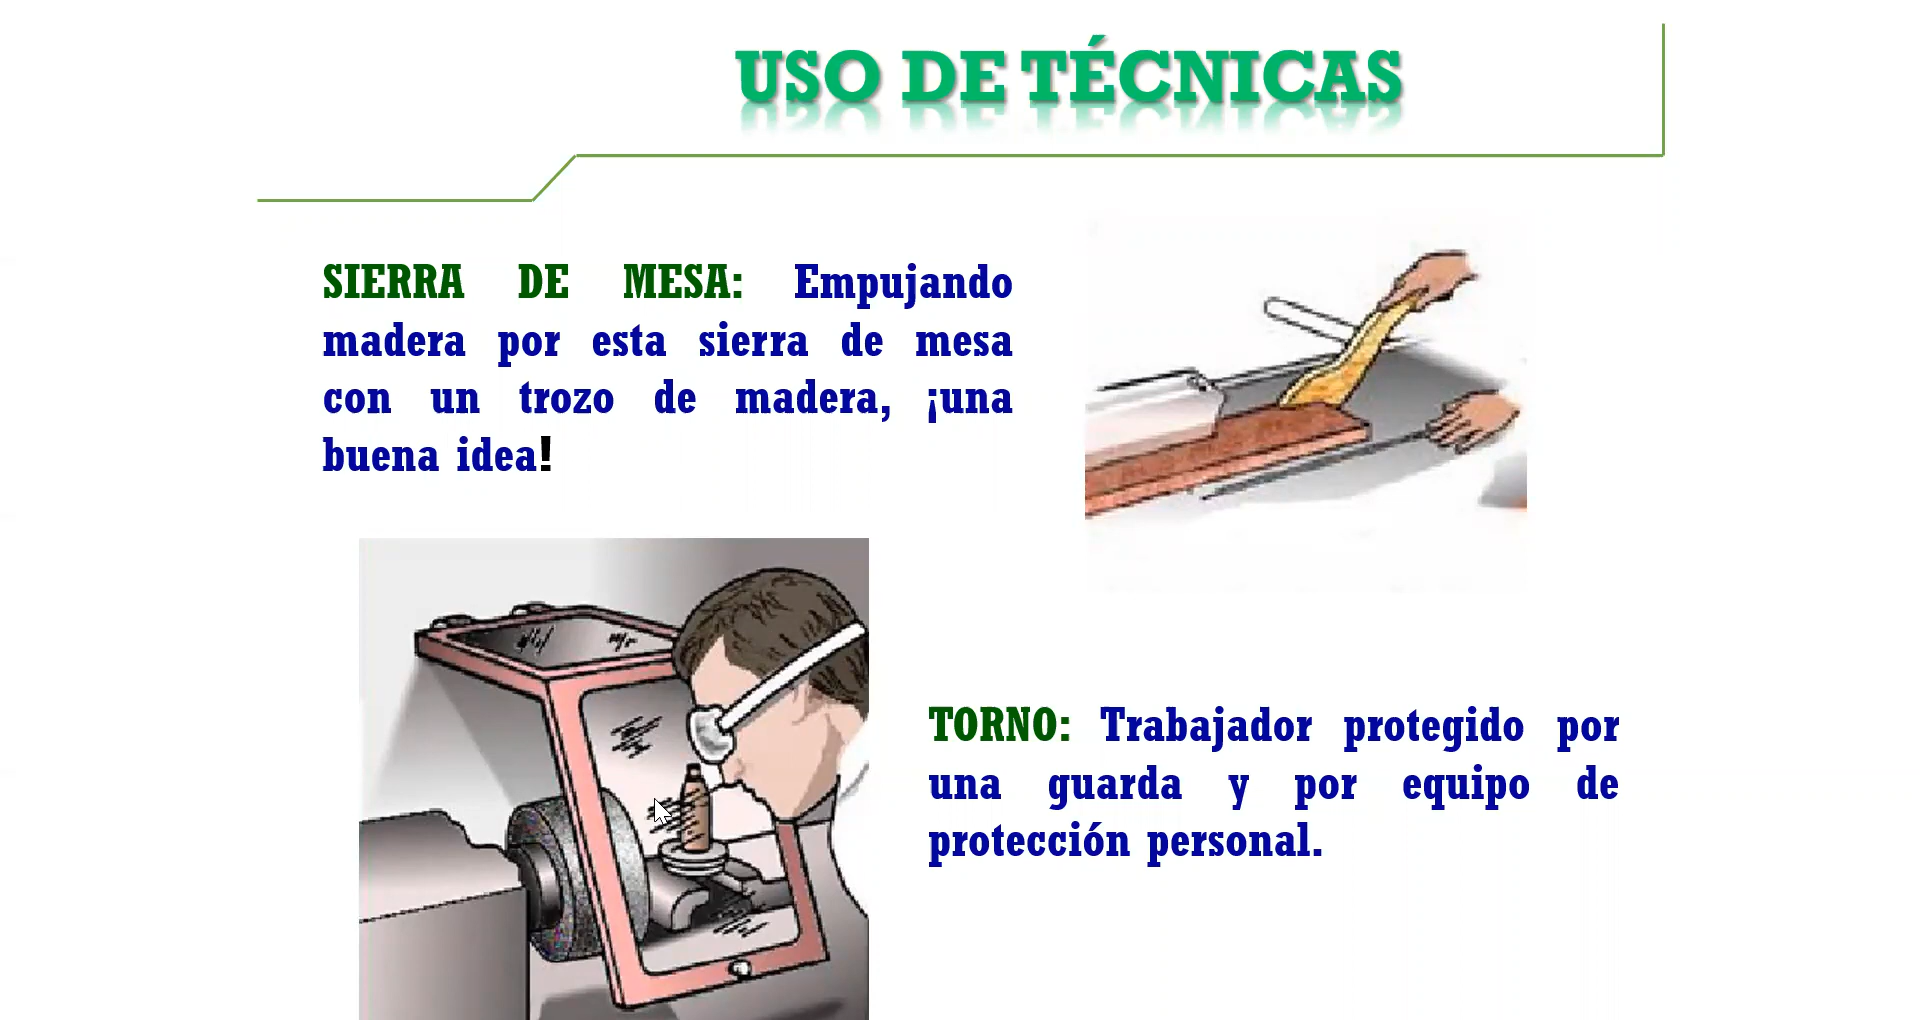 USO DE TÉCNICAS
SIERRA DE MESA: Empujando
madera por esta sierra de mesa
con un trozo de madera, ¡una
buena idea!
TORNO: Trabajador protegido por
una guarda y por equipo de
protección personal.